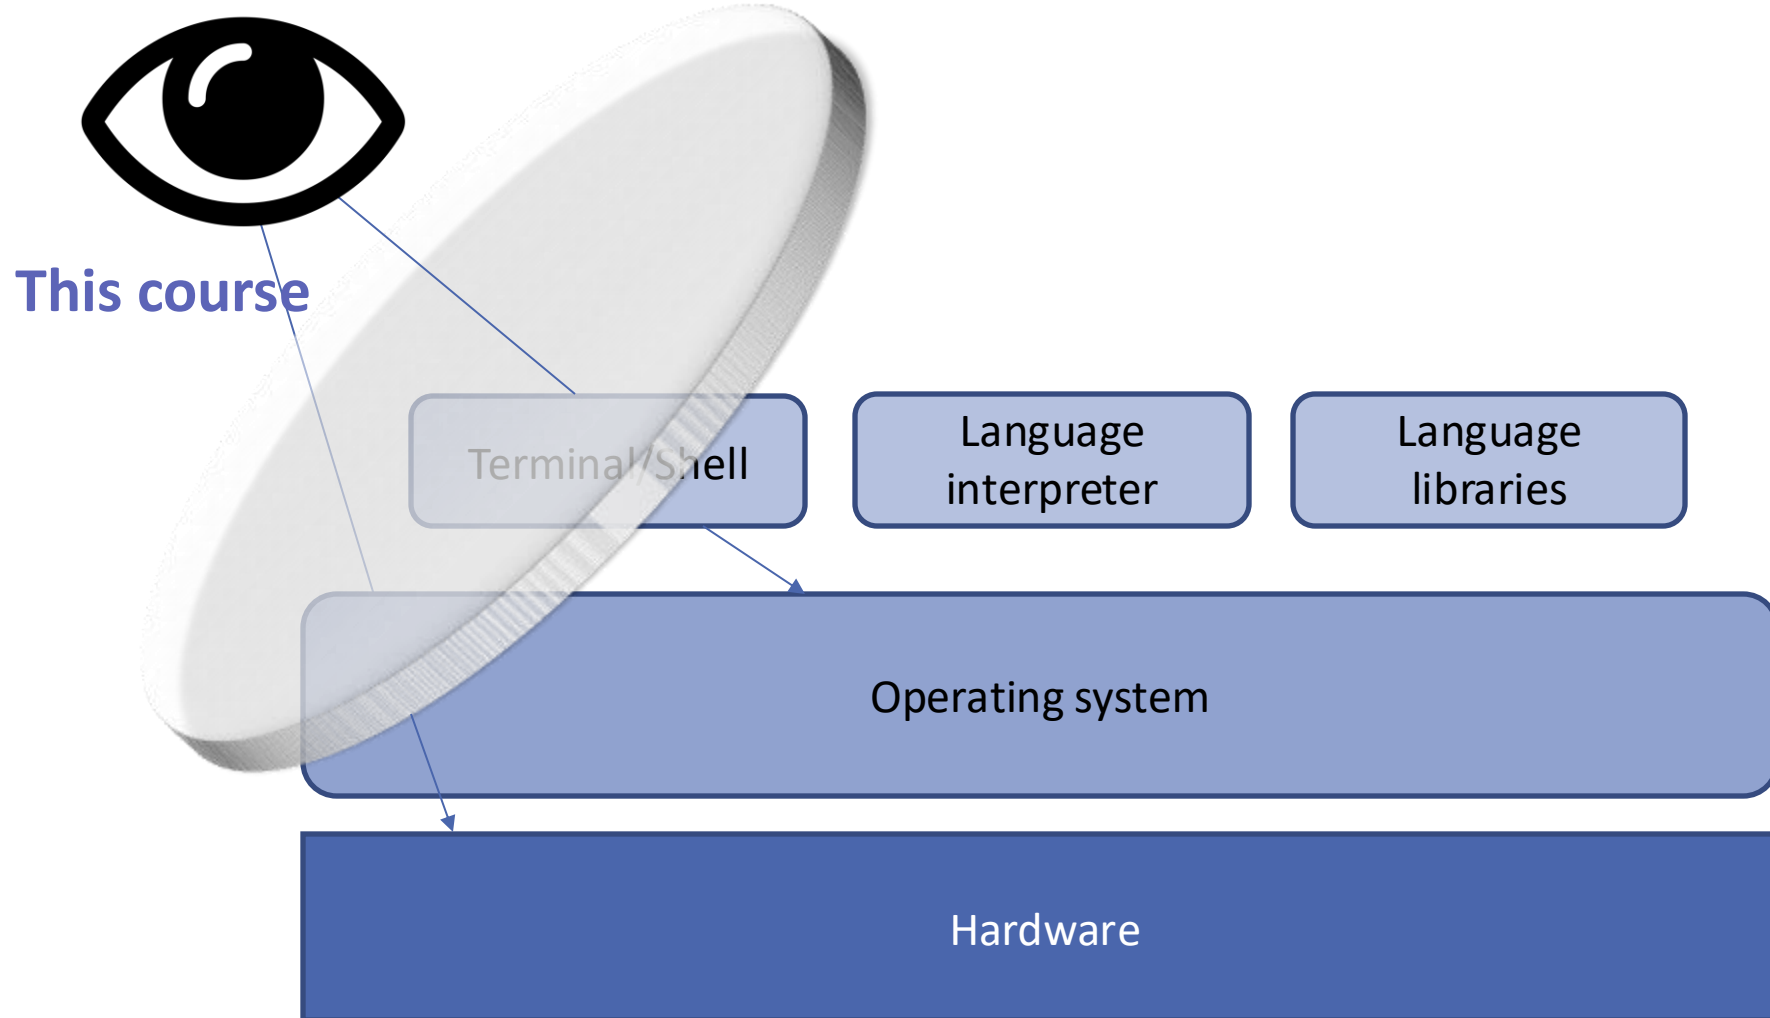 This course
Terminal/Shell
Language
interpreter
Language
libraries
Operating system
Hardware